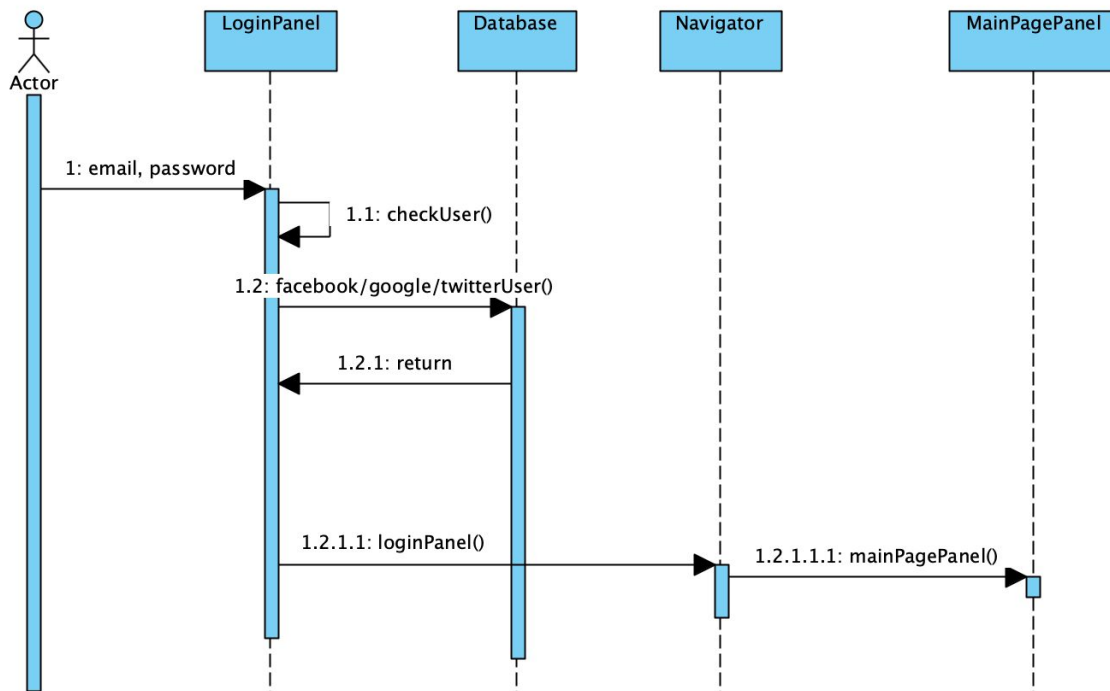 LoginPanel
Database
Navigator
MainPagePanel
Actor
1: email, password
1.1: checkUser()
1.2: facebook/google/twitterUser()
1.2.1: return
1.2.1.1: loginPanel()
1.2.1.1.1: mainPagePanel()